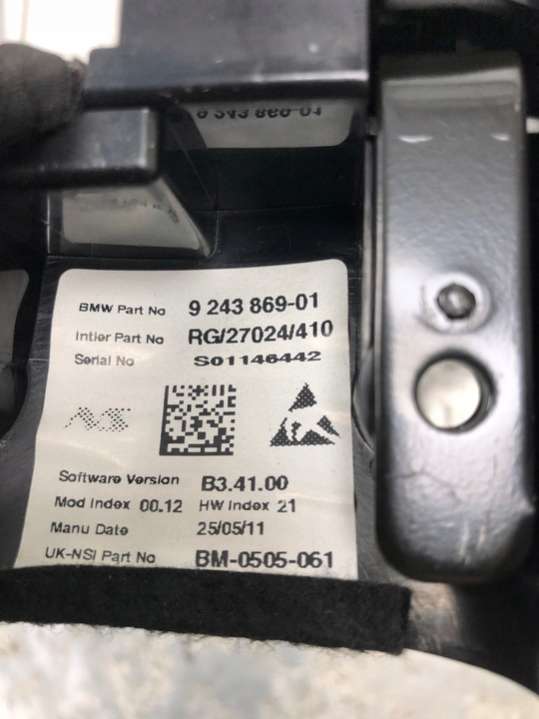 BMW Part No 9 243 869-01
Intier Part No RG/27024/410
Serial No S01146442
Software Version B3.41.00
Mod Index 00.12 HW Index 21
Manu Date 25/05/11
UK-NSI Part No BM-0505-061